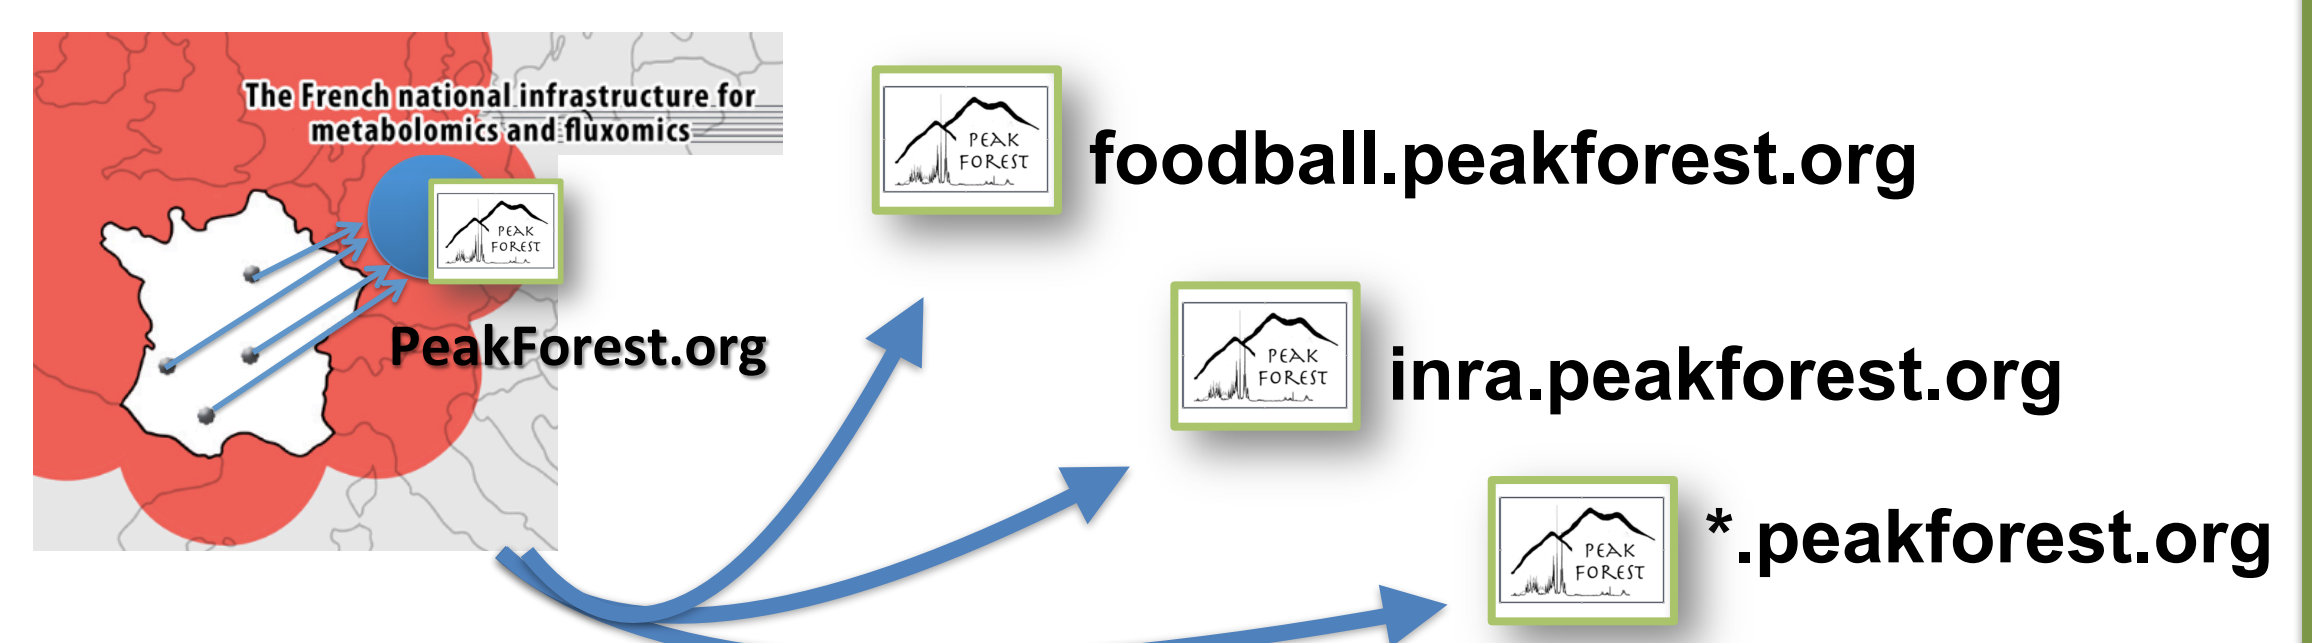 The French national infrastructure for
metabolomics and fluxomics
PEAK
FOREST
PeakForest.org
PEAK
FOREST
foodball.peakforest.org
PEAK
FOREST
inra.peakforest.org
PEAK
FOREST
*.peakforest.org